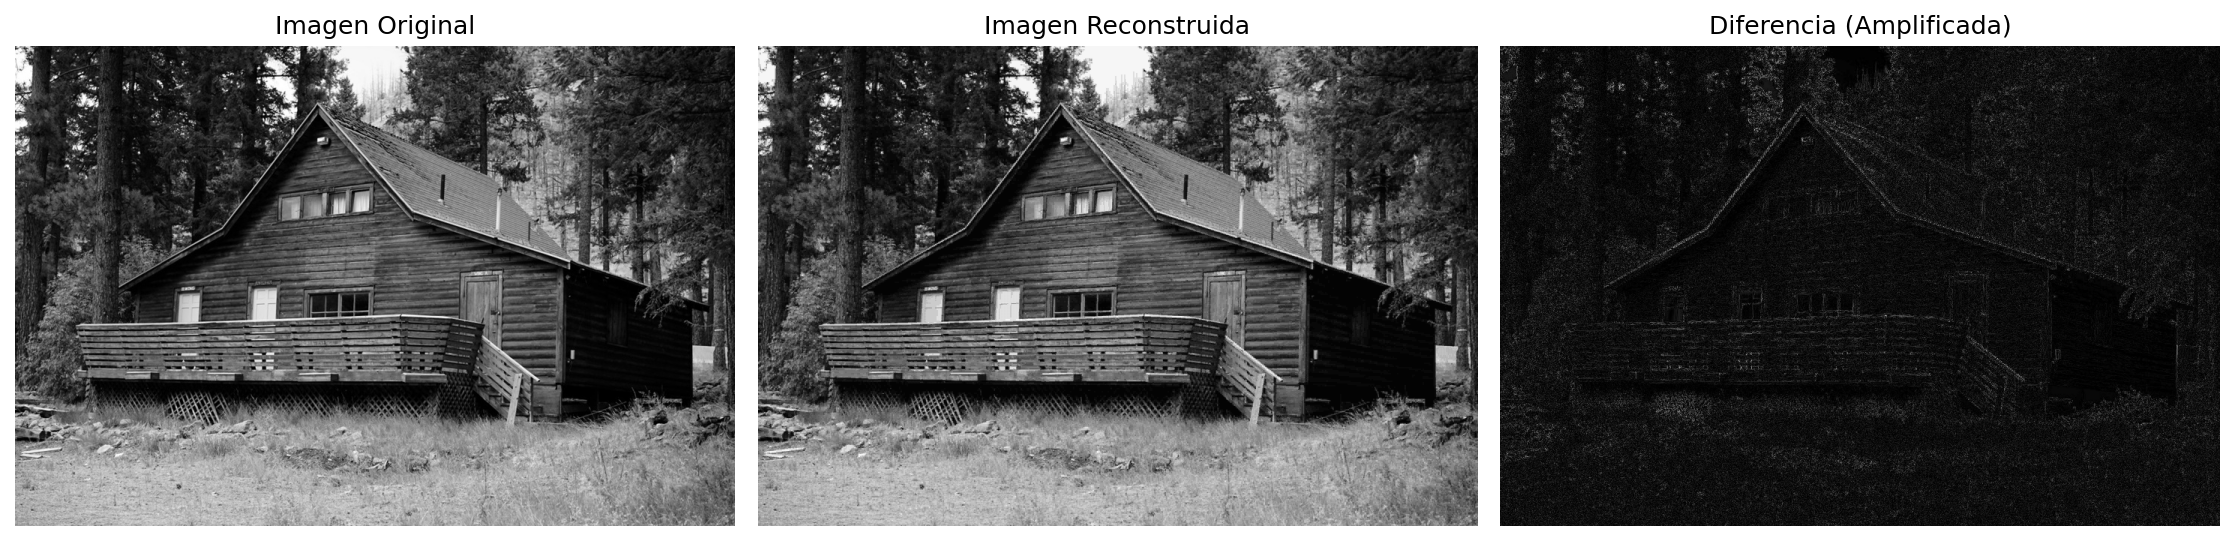 Imagen Original
Imagen Reconstruida
Diferencia (Amplificada)